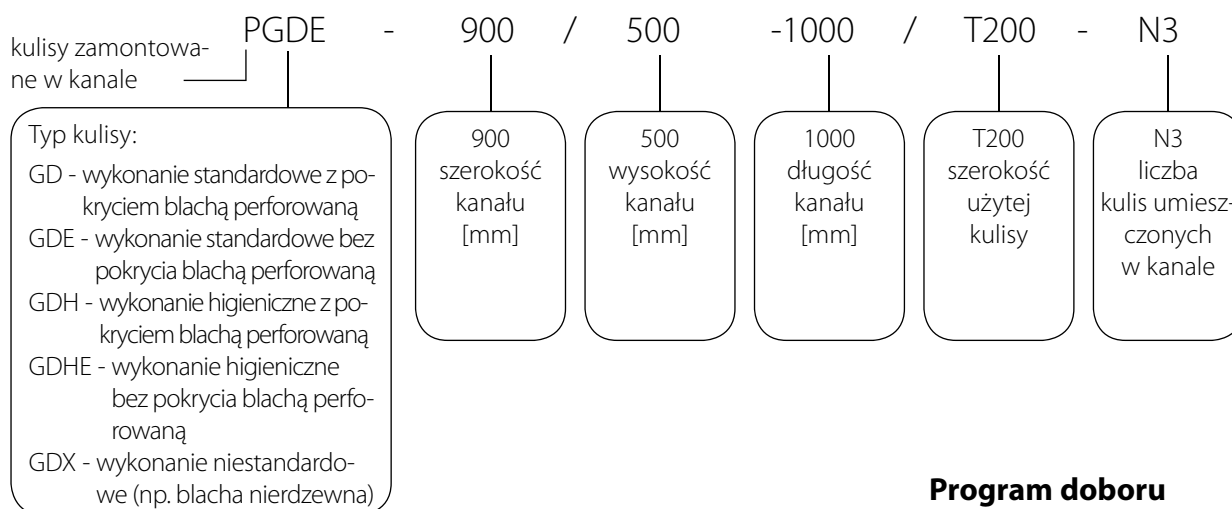 PGDE - 900 / 500 -1000 / T200 - N3
kulisy zamontowa-
ne w kanale
Typ kulisy:
GD - wykonanie standardowe z po-
kryciem blachą perforowaną
GDE - wykonanie standardowe bez
pokrycia blachą perforowaną
GDH - wykonanie higieniczne z po-
kryciem blachą perforowaną
GDHE - wykonanie higieniczne
bez pokrycia blachą perfo-
rowaną
GDX - wykonanie niestandardo-
we (np. blacha nierdzewna)
900
szerokość
kanału
[mm]
500
wysokość
kanału
[mm]
1000
długość
kanału
[mm]
T200
szerokość
użytej
kulisy
N3
liczba
kulis umiesz-
czonych
w kanale
Program doboru